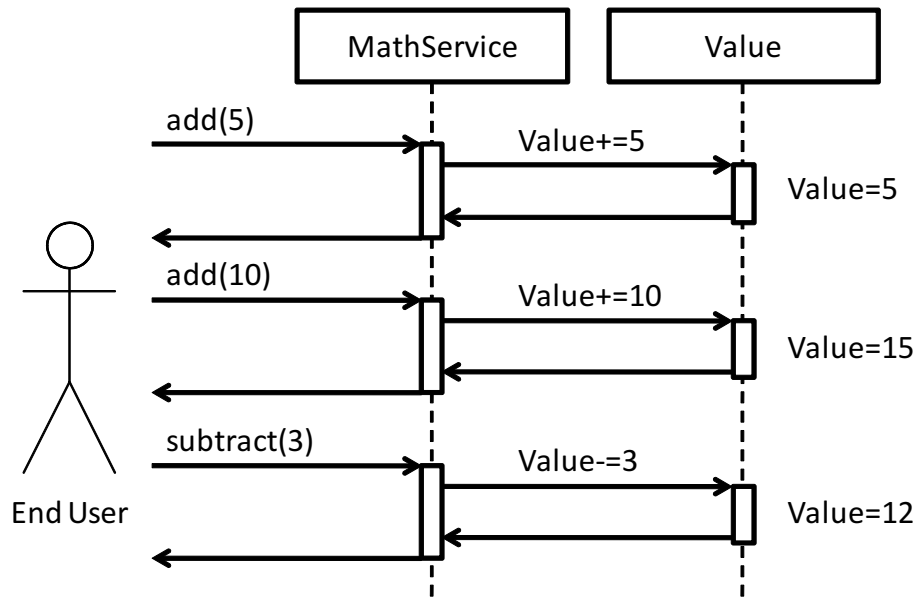 MathService
Value
add(5)
Value+=5
Value=5
add(10)
Value+=10
Value=15
subtract(3)
Value-=3
End User
Value=12